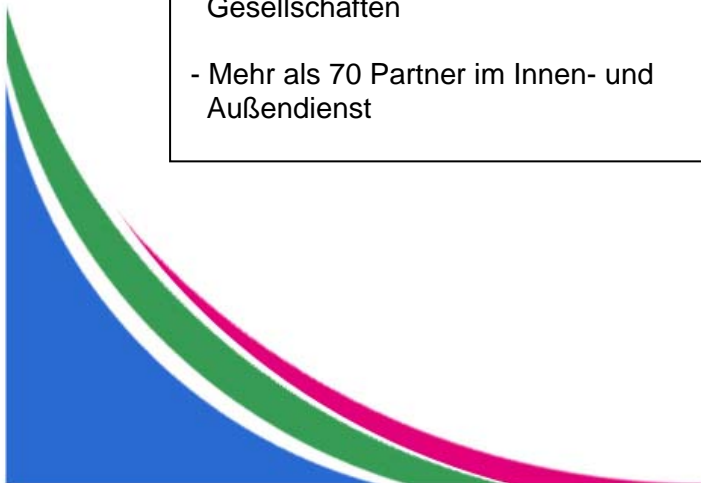 Gesellschaften
- Mehr als 70 Partner im Innen- und
Außendienst